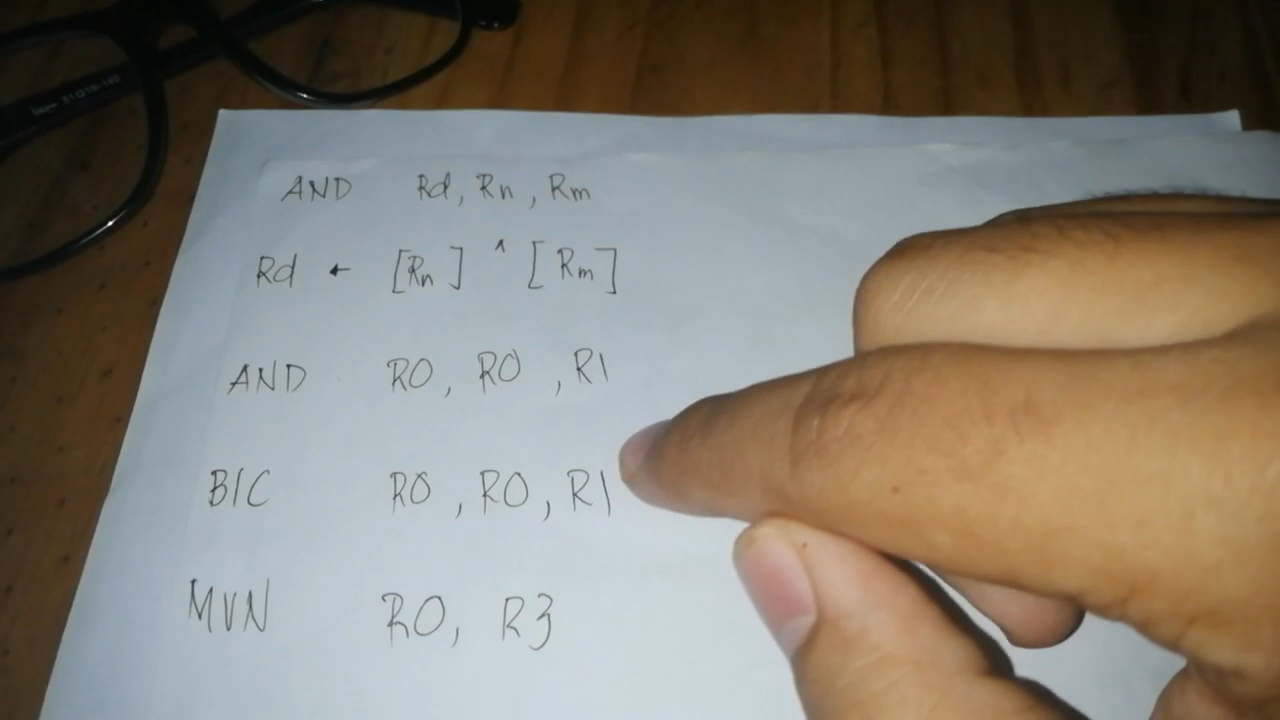 AND Rd, Rn, Rm
Rd ← [Rn] ^ [Rm]
AND R0, R0, R1
BIC R0, R0, R1
MVN R0, R3